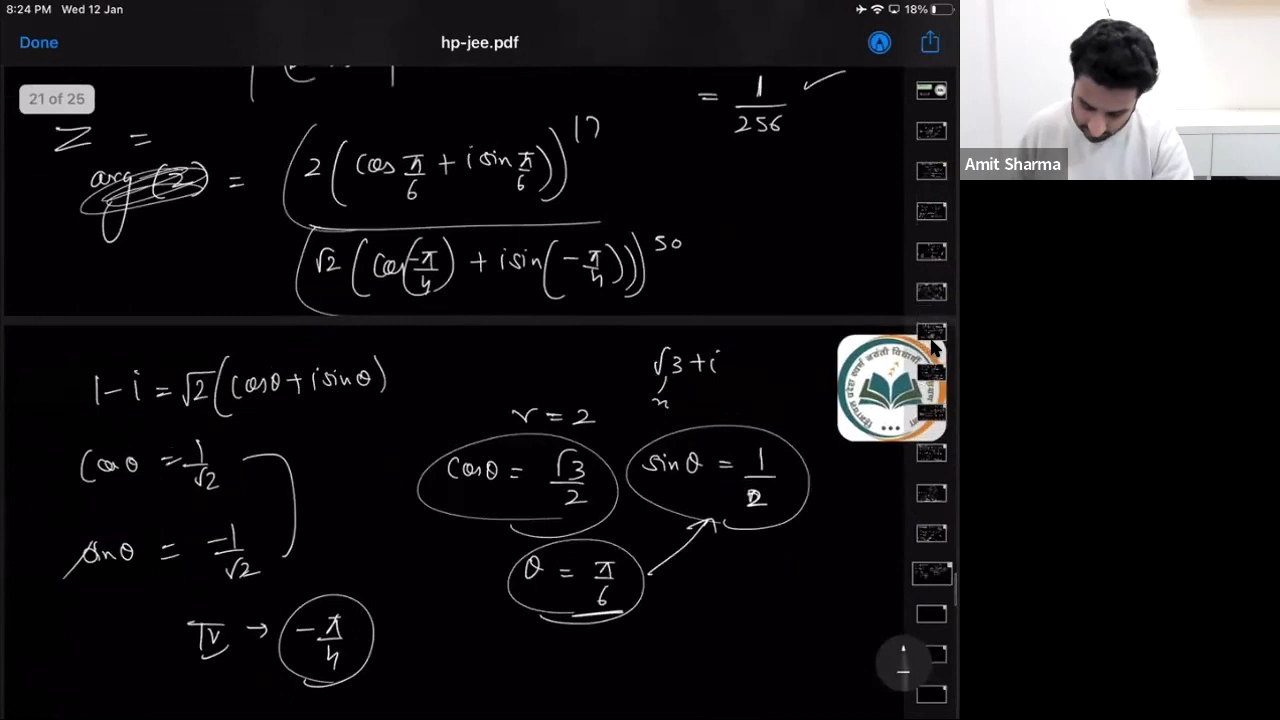 8:24 PM Wed 12 Jan
18%
Done
hp-jee.pdf
21 of 25
= 1/256
Z =
arg(z) = (2(cos π/6 + i sin π/6))^17
(√2(cos(-π/4) + i sin(-π/4)))^50
1-i = √2(cosθ + i sinθ)
√3+i
r = 2
cosθ = 1/√2
cosθ = √3/2
sinθ = 1/2
sinθ = -1/√2
θ = π/6
IV → -π/4
Amit Sharma